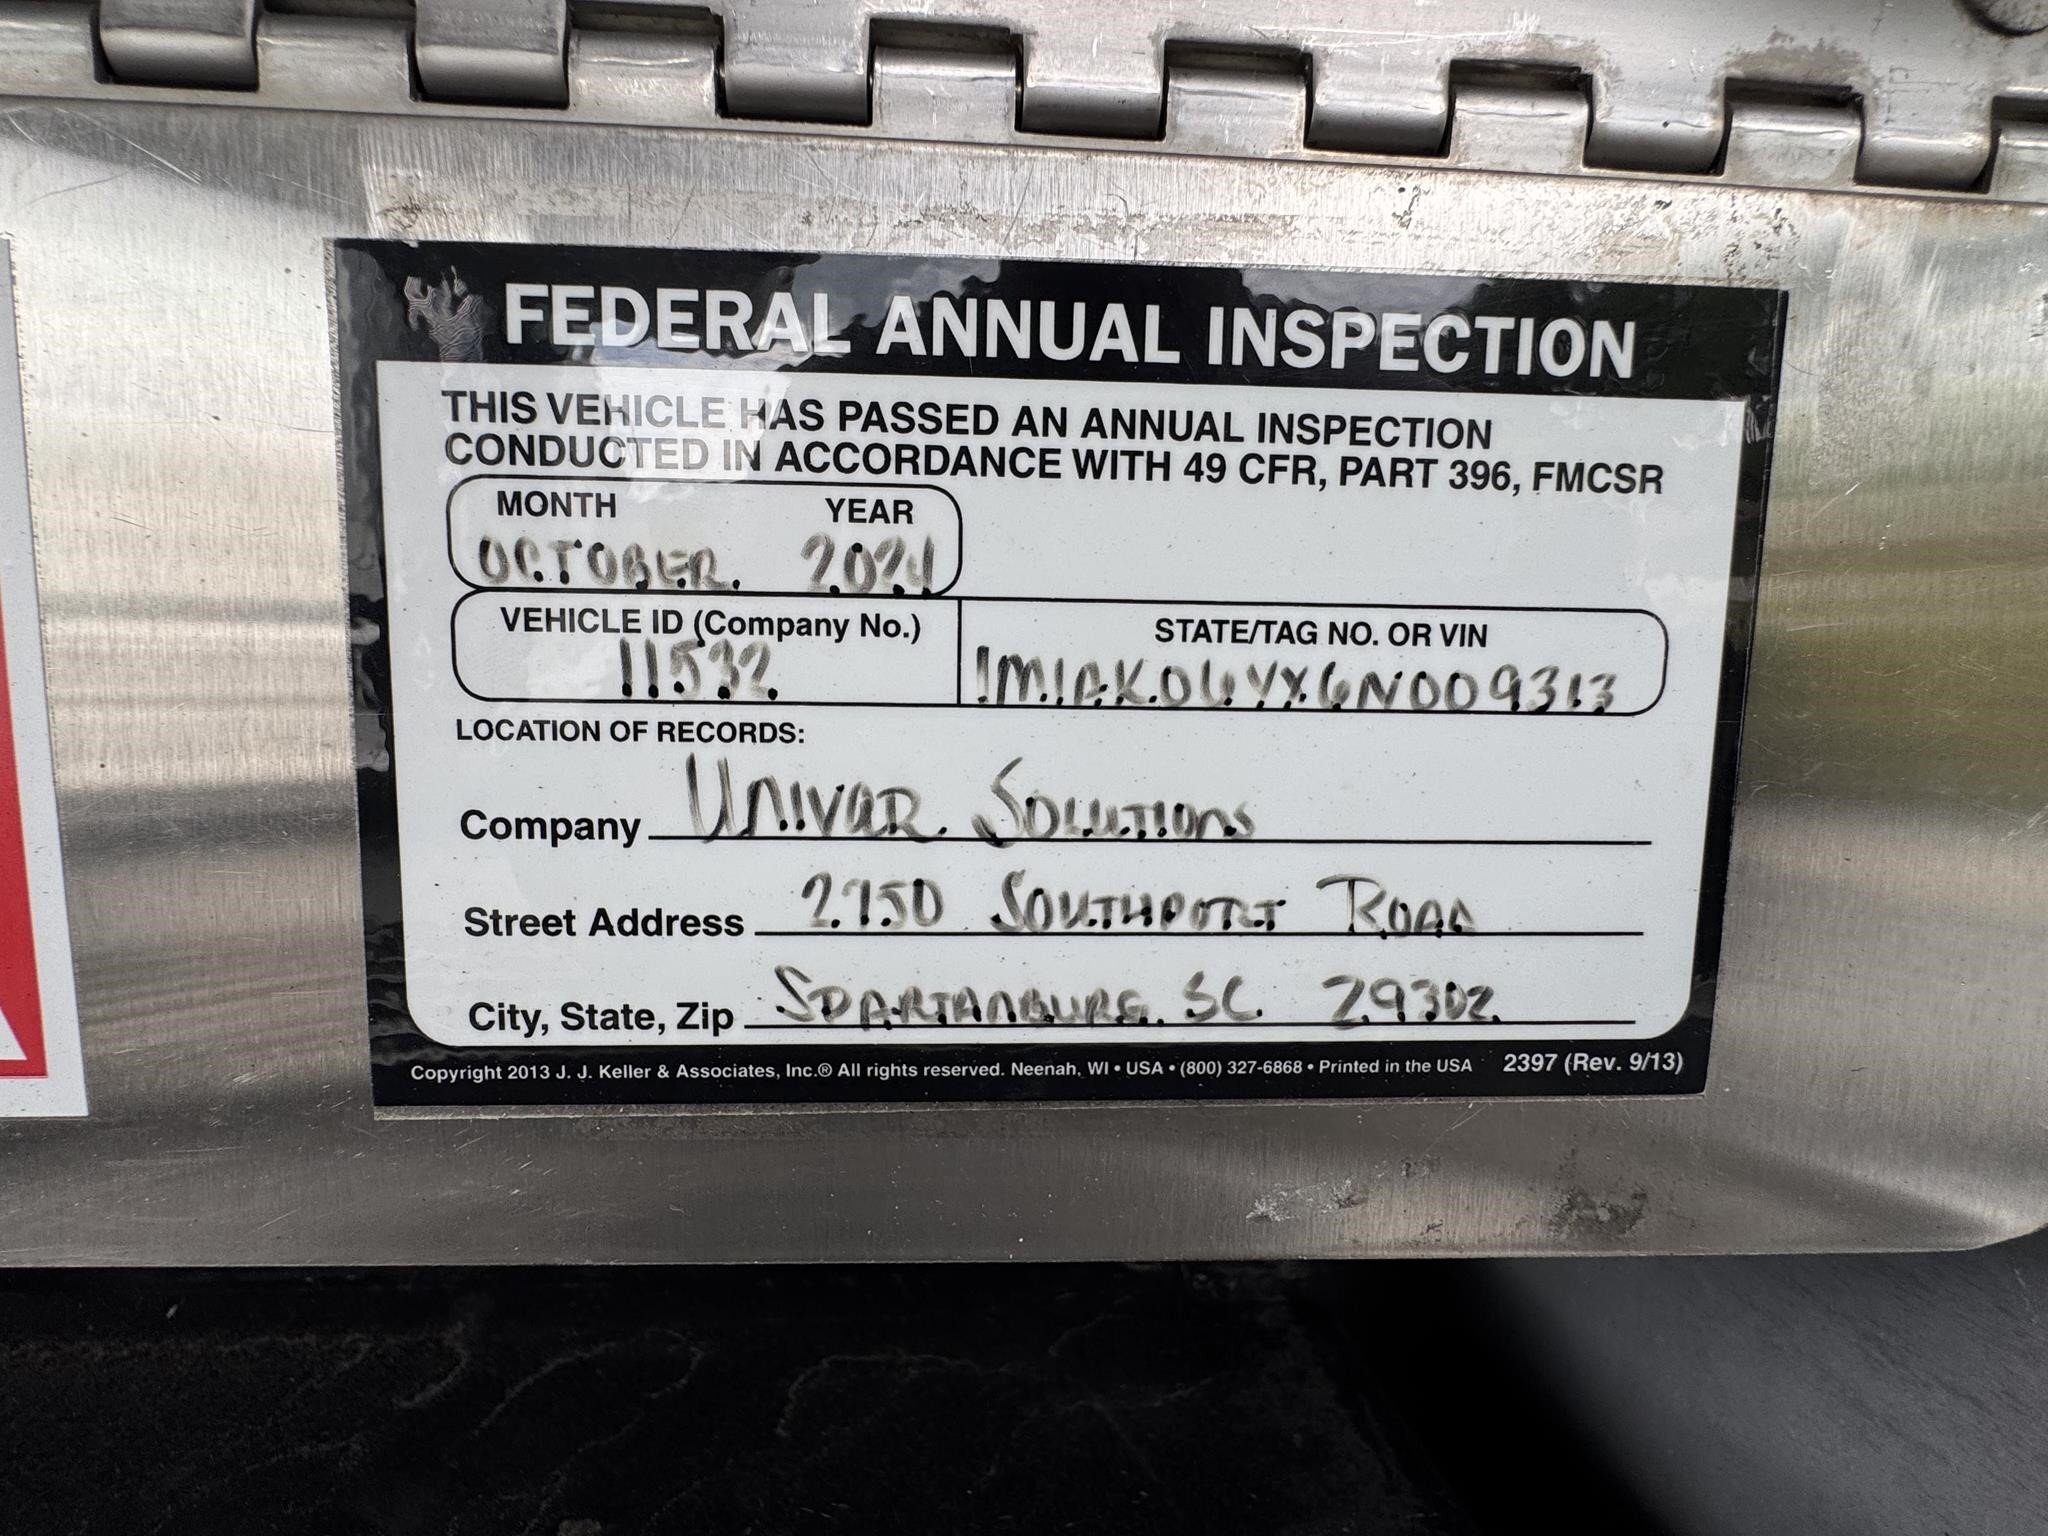 FEDERAL ANNUAL INSPECTION
THIS VEHICLE HAS PASSED AN ANNUAL INSPECTION
CONDUCTED IN ACCORDANCE WITH 49 CFR, PART 396, FMCSR
MONTH YEAR
OCTOBER 2024
VEHICLE ID (Company No.) STATE/TAG NO. OR VIN
11532 1M1AK06YX6N009313
LOCATION OF RECORDS:
Company UNIVAR SOLUTIONS
Street Address 2750 SOUTHPORT ROAD
City, State, Zip SPARTANBURG SC 29302
Copyright 2013 J. J. Keller & Associates, Inc.® All rights reserved. Neenah, WI • USA • (800) 327-6868 • Printed in the USA 2397 (Rev. 9/13)